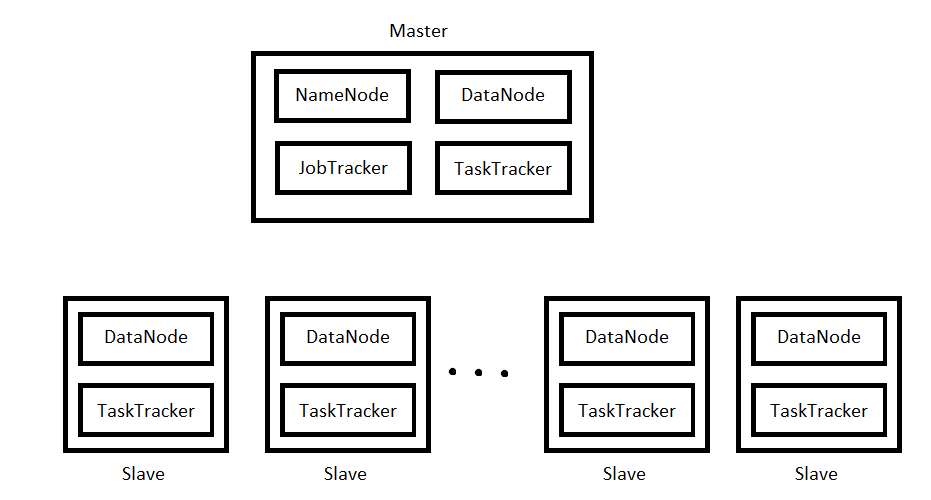 Master
NameNode DataNode
JobTracker TaskTracker
DataNode DataNode DataNode DataNode
• • •
TaskTracker TaskTracker TaskTracker TaskTracker
Slave Slave Slave Slave